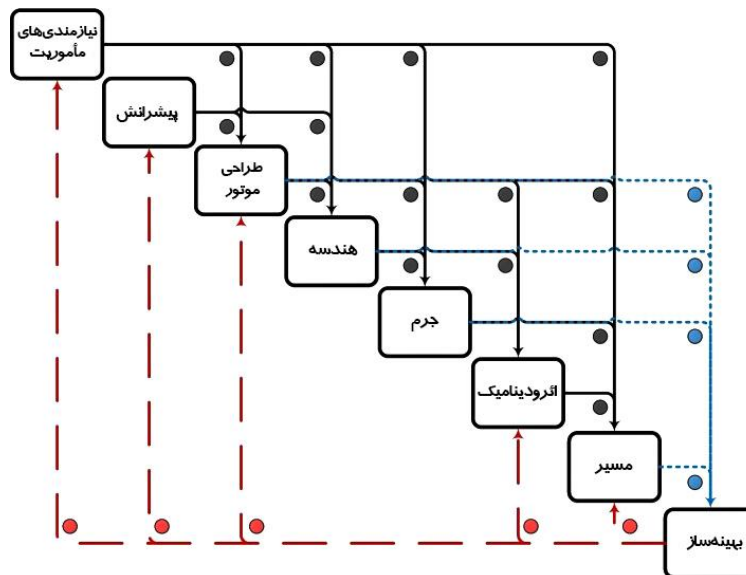 نیازمندی‌های
مأموریت
پیشرانش
طراحی
موتور
هندسه
جرم
ائرودینامیک
مسیر
بهینه‌ساز